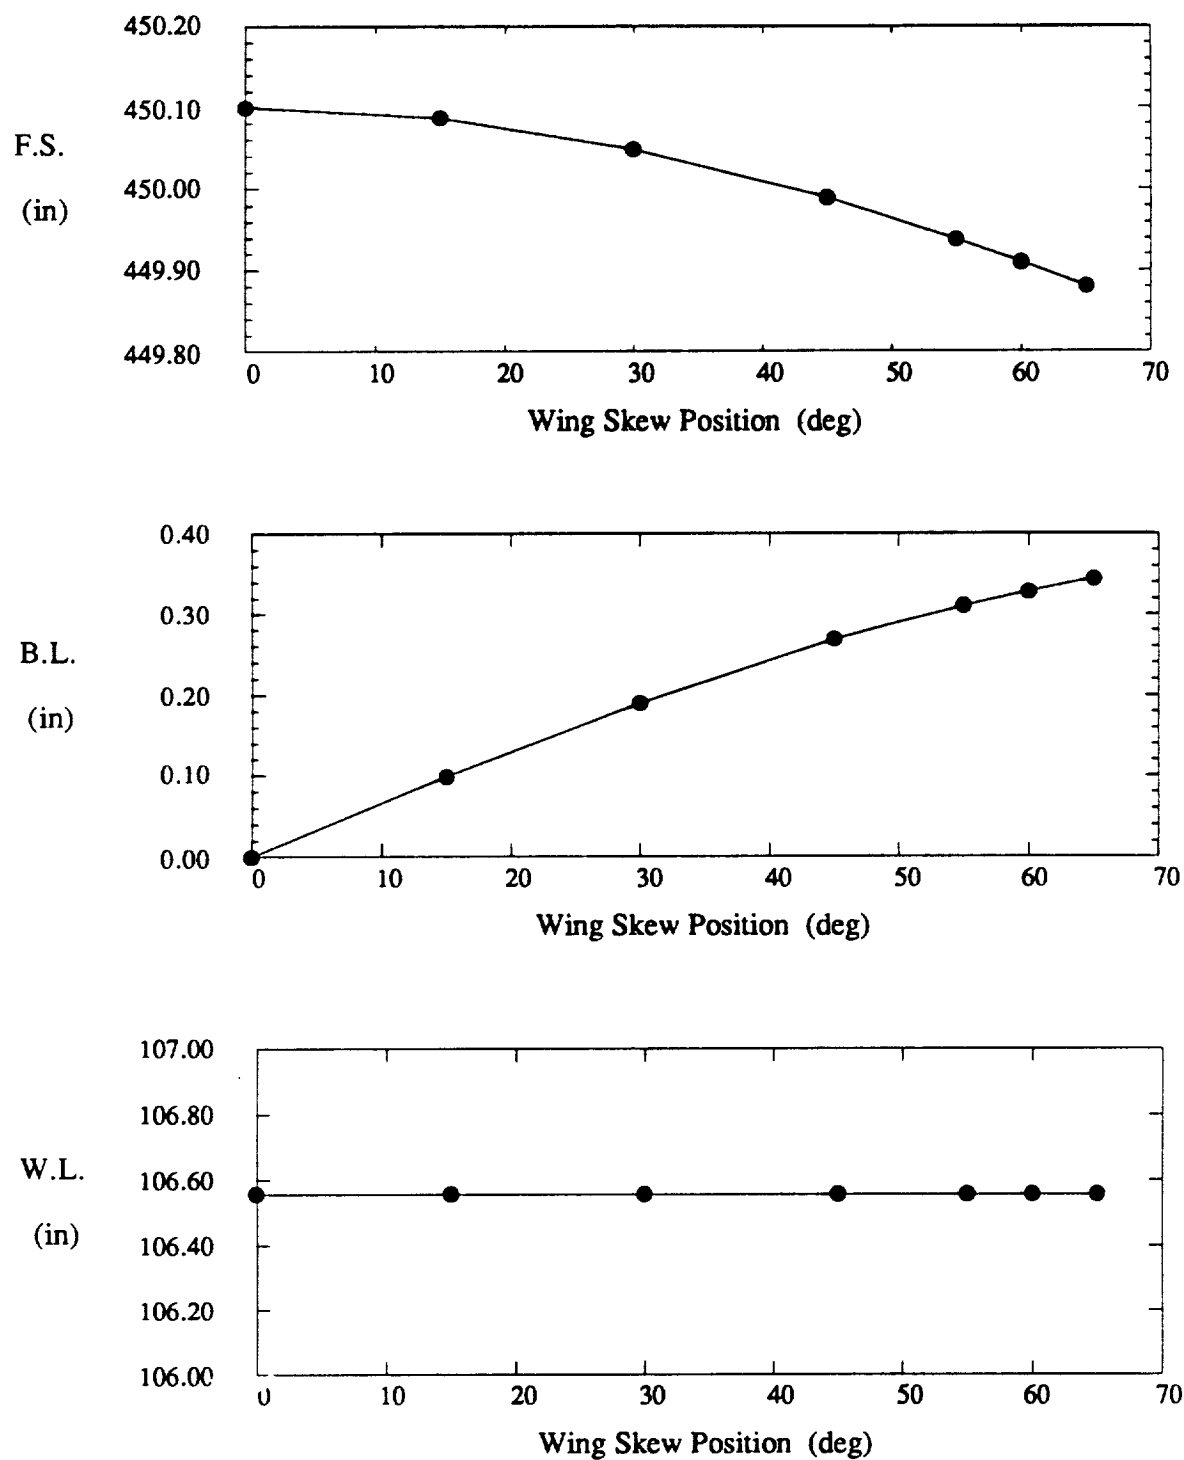 450.20
450.10
F.S.
450.00
(in)
449.90
449.80
0 10 20 30 40 50 60 70
Wing Skew Position (deg)
0.40
0.30
B.L.
0.20
(in)
0.10
0.00
0 10 20 30 40 50 60 70
Wing Skew Position (deg)
107.00
106.80
W.L.
106.60
(in)
106.40
106.20
106.00
0 10 20 30 40 50 60 70
Wing Skew Position (deg)